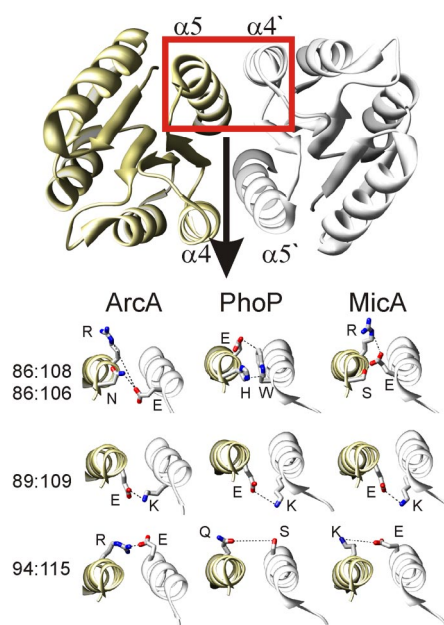 α5 α4`
α4 α5`
ArcA PhoP MicA
R E R
86:108
86:106
N E H W S E
89:109
E K E K E K
94:115
R E Q S K E